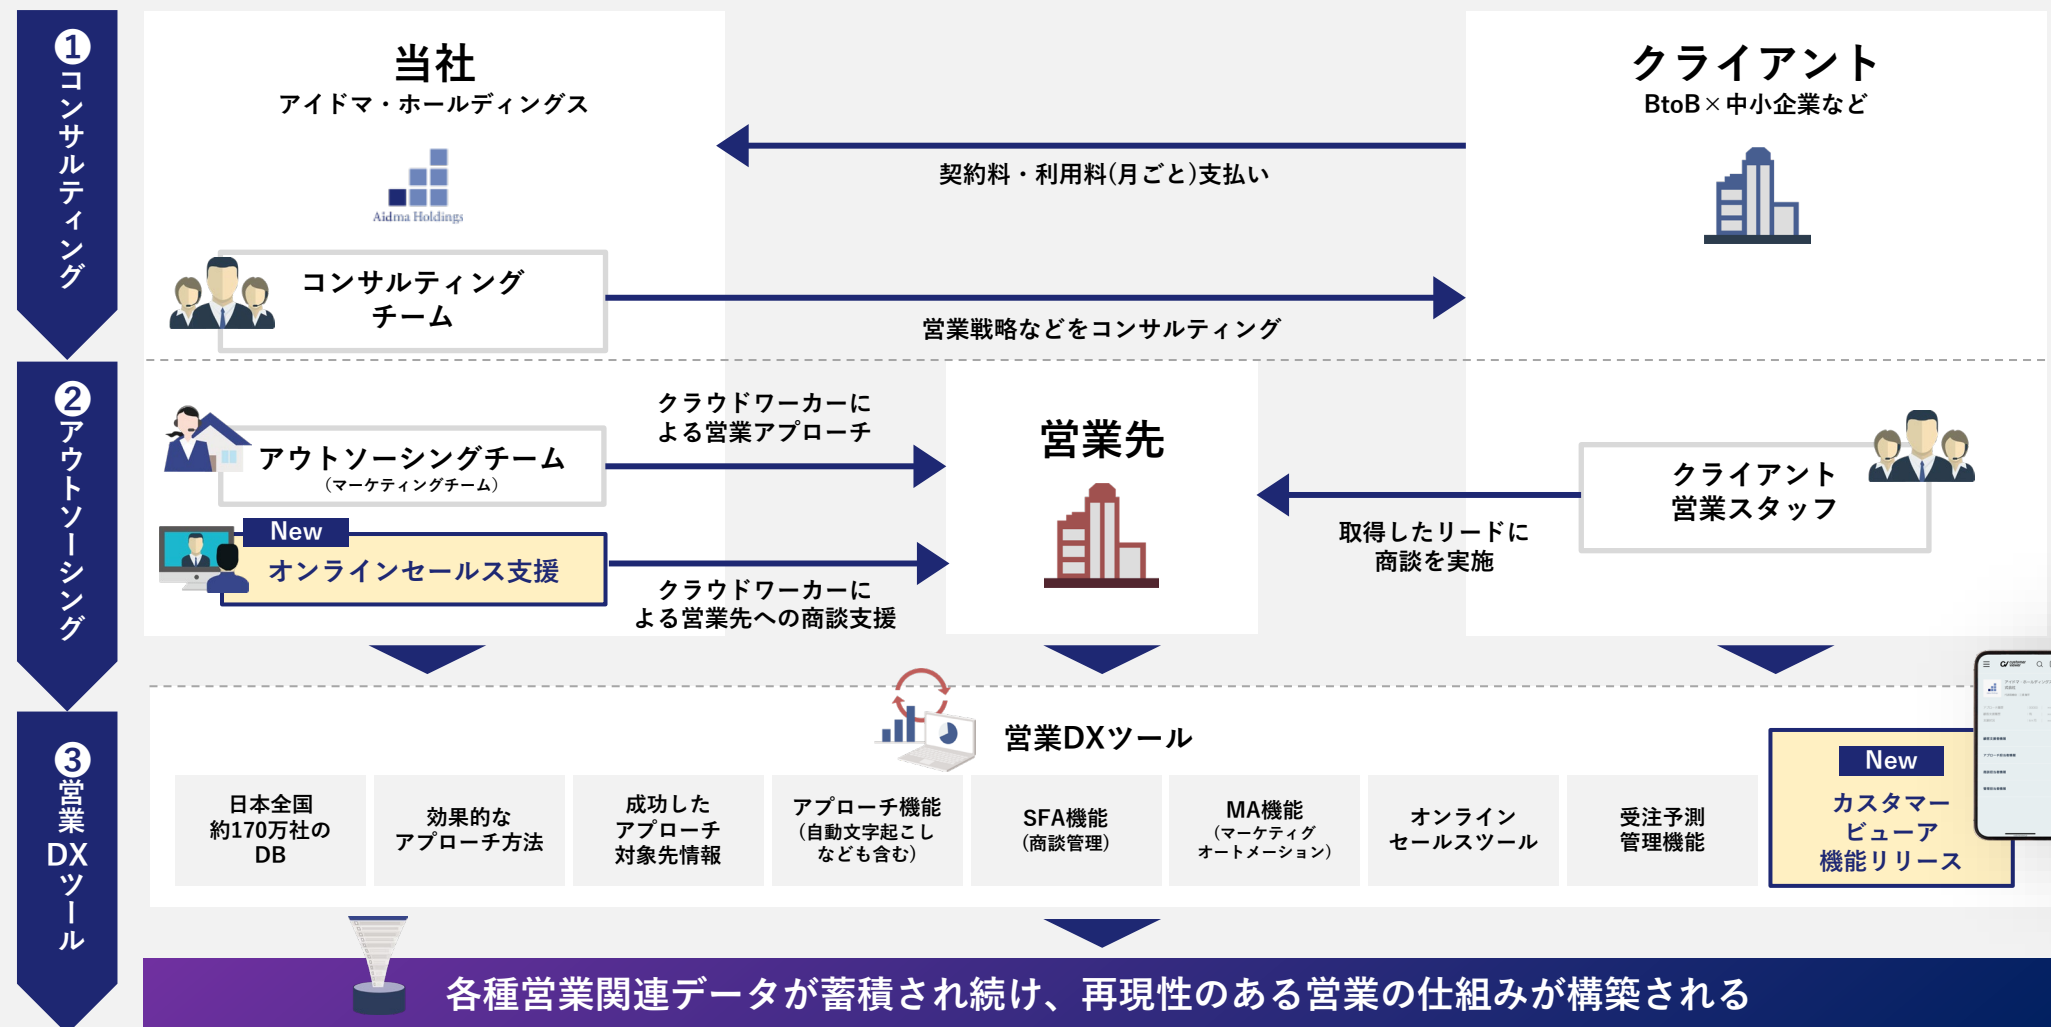 ❶コンサルティング
当社
アイドマ・ホールディングス
Aidma Holdings
クライアント
BtoB×中小企業など
契約料・利用料(月ごと)支払い
コンサルティング
チーム
営業戦略などをコンサルティング
❷アウトソーシング
アウトソーシングチーム
（マーケティングチーム）
クラウドワーカーに
よる営業アプローチ
New
オンラインセールス支援
クラウドワーカーに
よる営業先への商談支援
営業先
クライアント
営業スタッフ
取得したリードに
商談を実施
❸営業DXツール
営業DXツール
日本全国
約170万社の
DB
効果的な
アプローチ方法
成功した
アプローチ
対象先情報
アプローチ機能
(自動文字起こし
なども含む)
SFA機能
(商談管理)
MA機能
（マーケティグ
オートメーション）
オンライン
セールスツール
受注予測
管理機能
New
カスタマー
ビューア
機能リリース
各種営業関連データが蓄積され続け、再現性のある営業の仕組みが構築される